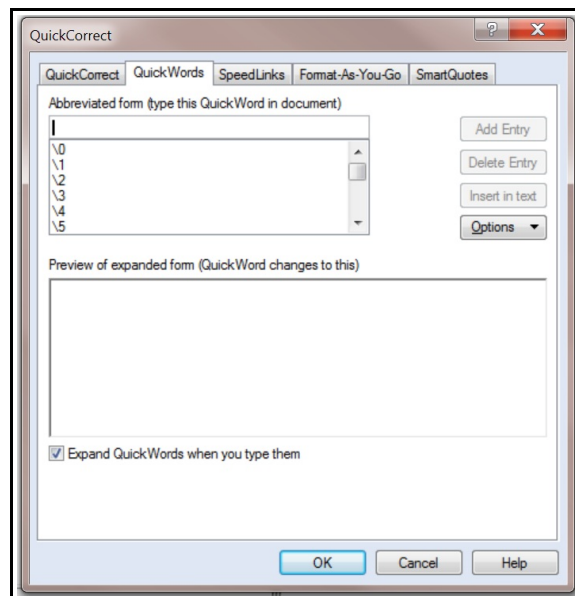 QuickCorrect
?
X
QuickCorrect QuickWords SpeedLinks Format-As-You-Go SmartQuotes
Abbreviated form (type this QuickWord in document)
Add Entry
\0
\1
\2
Delete Entry
\3
\4
Insert in text
\5
Options
Preview of expanded form (QuickWord changes to this)
Expand QuickWords when you type them
OK Cancel Help